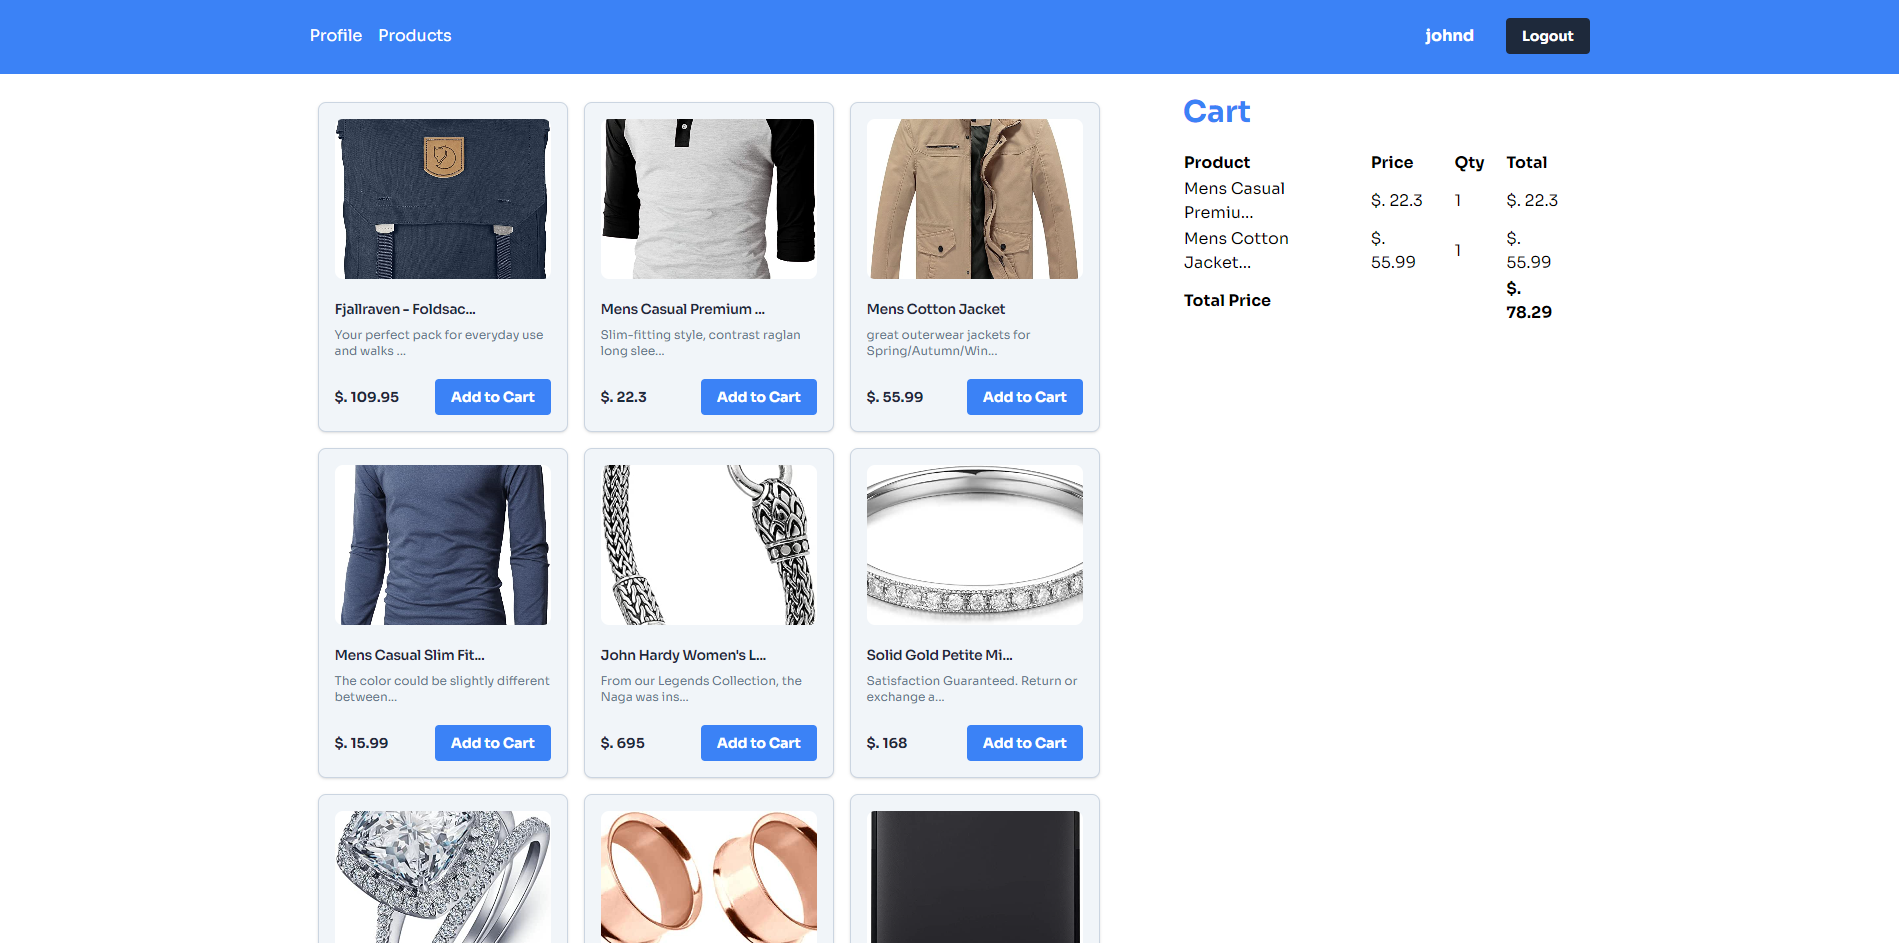 Profile Products johnd Logout
Cart
Product Price Qty Total
Mens Casual
Premiu... $. 22.3 1 $. 22.3
Mens Cotton $. $.
Jacket... 55.99 1 55.99
Total Price $.
78.29
Fjallraven - Foldsac...
Your perfect pack for everyday use
and walks ...
$. 109.95 Add to Cart
Mens Casual Premium ...
Slim-fitting style, contrast raglan
long slee...
$. 22.3 Add to Cart
Mens Cotton Jacket
great outerwear jackets for
Spring/Autumn/Win...
$. 55.99 Add to Cart
Mens Casual Slim Fit...
The color could be slightly different
between...
$. 15.99 Add to Cart
John Hardy Women's L...
From our Legends Collection, the
Naga was ins...
$. 695 Add to Cart
Solid Gold Petite Mi...
Satisfaction Guaranteed. Return or
exchange a...
$. 168 Add to Cart